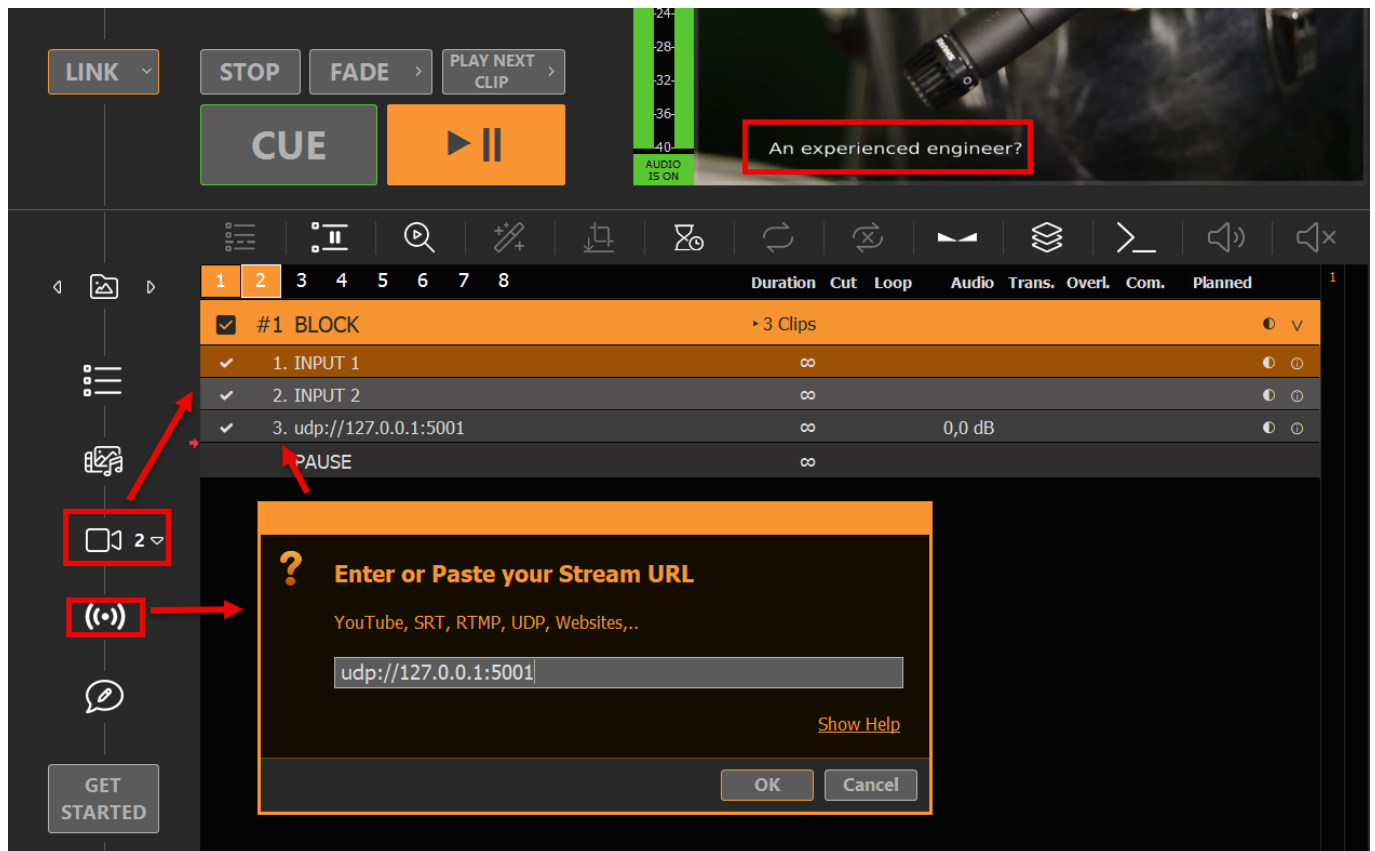 -24-
-28-
LINK
STOP
FADE
PLAY NEXT
CLIP
-32-
-36-
CUE
-40-
An experienced engineer?
AUDIO
IS ON
1 2 3 4 5 6 7 8 Duration Cut Loop Audio Trans. Overl. Com. Planned 1
#1 BLOCK 3 Clips
1. INPUT 1 ∞
2. INPUT 2 ∞
3. udp://127.0.0.1:5001 ∞ 0,0 dB
PAUSE ∞
2
? Enter or Paste your Stream URL
YouTube, SRT, RTMP, UDP, Websites,..
udp://127.0.0.1:5001
Show Help
OK Cancel
GET
STARTED